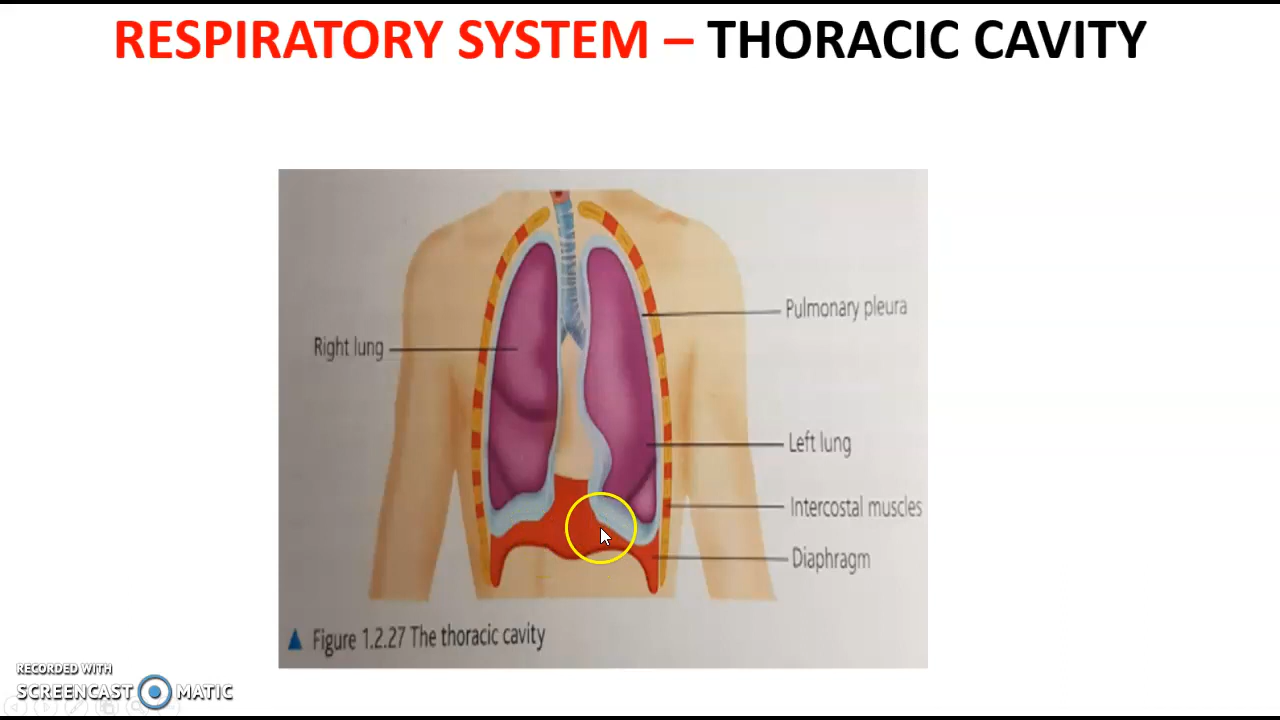 RESPIRATORY SYSTEM – THORACIC CAVITY
Pulmonary pleura
Right lung
Left lung
Intercostal muscles
Diaphragm
Figure 1.2.27 The thoracic cavity
RECORDED WITH
SCREENCAST MATIC